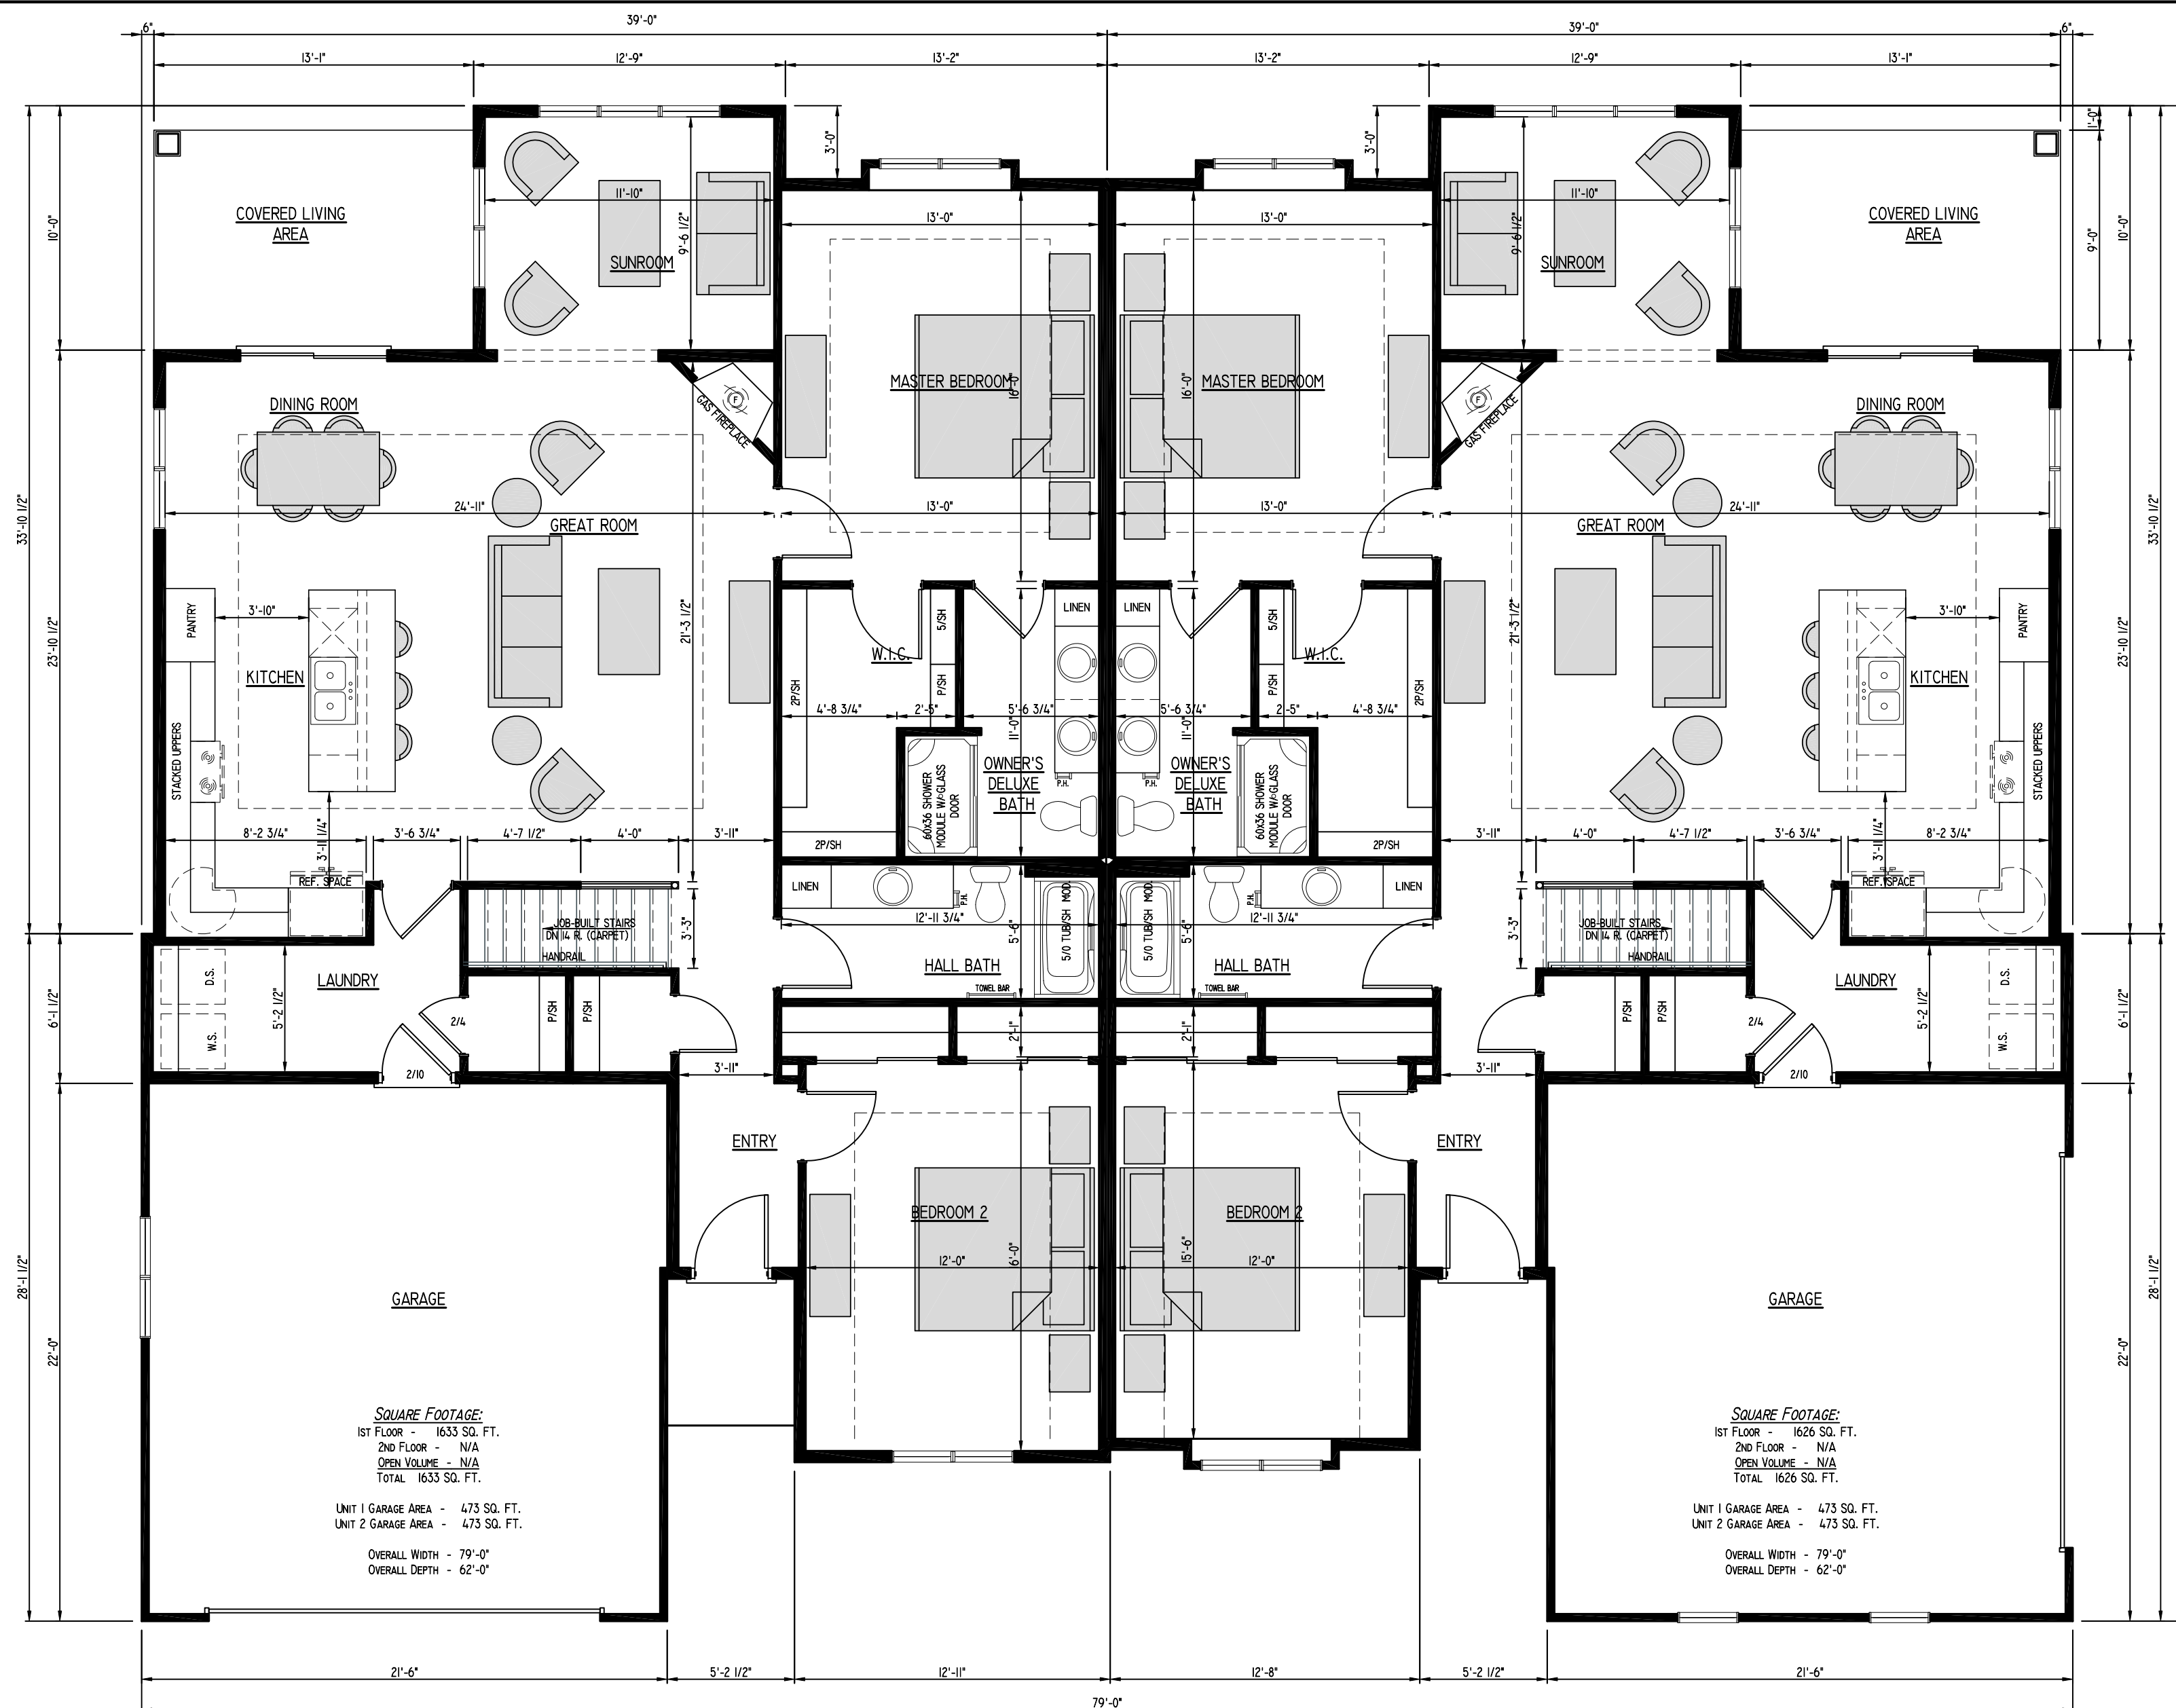 39'-0"
39'-0"
6"
6"
13'-1"
12'-9"
13'-2"
13'-2"
12'-9"
13'-1"
3'-0"
3'-0"
1'-0"
COVERED LIVING
AREA
11'-10"
9'-6 1/2"
SUNROOM
13'-0"
13'-0"
11'-10"
9'-6 1/2"
SUNROOM
COVERED LIVING
AREA
10'-0"
9'-0"
10'-0"
MASTER BEDROOM
16'-0"
MASTER BEDROOM
16'-0"
DINING ROOM
GAS FIREPLACE
F
GAS FIREPLACE
F
DINING ROOM
33'-10 1/2"
24'-11"
13'-0"
13'-0"
24'-11"
33'-10 1/2"
GREAT ROOM
GREAT ROOM
23'-10 1/2"
PANTRY
3'-10"
21'-3 1/2"
5/SH
LINEN
LINEN
5/SH
21'-3 1/2"
3'-10"
PANTRY
23'-10 1/2"
W.I.C.
W.I.C.
KITCHEN
2P/SH
P/SH
P/SH
2P/SH
KITCHEN
4'-8 3/4"
2'-5"
5'-6 3/4"
11'-0"
5'-6 3/4"
11'-0"
2'-5"
4'-8 3/4"
STACKED UPPERS
60X36 SHOWER
MODULE W/GLASS
DOOR
OWNER'S
DELUXE
BATH
P.H.
P.H.
OWNER'S
DELUXE
BATH
60X36 SHOWER
MODULE W/GLASS
DOOR
STACKED UPPERS
8'-2 3/4"
3'-11 1/4"
3'-6 3/4"
4'-7 1/2"
4'-0"
3'-11"
2P/SH
2P/SH
3'-11"
4'-0"
4'-7 1/2"
3'-6 3/4"
3'-11 1/4"
8'-2 3/4"
REF. SPACE
LINEN
P.H.
5/0 TUB/SH MOD.
5/0 TUB/SH MOD.
P.H.
LINEN
REF. SPACE
JOB-BUILT STAIRS
DN 14 R. (CARPET)
HANDRAIL
3'-3"
12'-11 3/4"
5'-6"
12'-11 3/4"
5'-6"
3'-3"
JOB-BUILT STAIRS
DN 14 R. (CARPET)
HANDRAIL
HALL BATH
HALL BATH
TOWEL BAR
TOWEL BAR
6'-1 1/2"
D.S.
W.S.
LAUNDRY
5'-2 1/2"
2/4
P/SH
P/SH
2'-1"
2'-1"
P/SH
P/SH
2/4
LAUNDRY
5'-2 1/2"
D.S.
W.S.
6'-1 1/2"
2/10
3'-11"
3'-11"
2/10
ENTRY
ENTRY
BEDROOM 2
BEDROOM 2
12'-0"
6'-0"
15'-6"
12'-0"
28'-1 1/2"
28'-1 1/2"
22'-0"
22'-0"
GARAGE
GARAGE
SQUARE FOOTAGE:
1ST FLOOR - 1633 SQ. FT.
2ND FLOOR - N/A
OPEN VOLUME - N/A
TOTAL 1633 SQ. FT.
UNIT 1 GARAGE AREA - 473 SQ. FT.
UNIT 2 GARAGE AREA - 473 SQ. FT.
OVERALL WIDTH - 79'-0"
OVERALL DEPTH - 62'-0"
SQUARE FOOTAGE:
1ST FLOOR - 1626 SQ. FT.
2ND FLOOR - N/A
OPEN VOLUME - N/A
TOTAL 1626 SQ. FT.
UNIT 1 GARAGE AREA - 473 SQ. FT.
UNIT 2 GARAGE AREA - 473 SQ. FT.
OVERALL WIDTH - 79'-0"
OVERALL DEPTH - 62'-0"
21'-6"
5'-2 1/2"
12'-11"
12'-8"
5'-2 1/2"
21'-6"
79'-0"